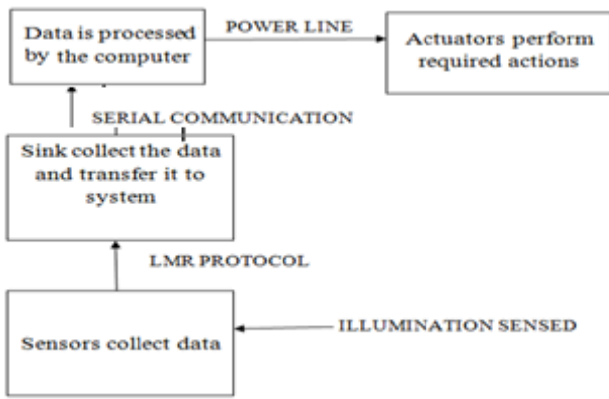 Data is processed
by the computer
POWER LINE
Actuators perform
required actions
SERIAL COMMUNICATION
Sink collect the data
and transfer it to
system
LMR PROTOCOL
Sensors collect data
ILLUMINATION SENSED